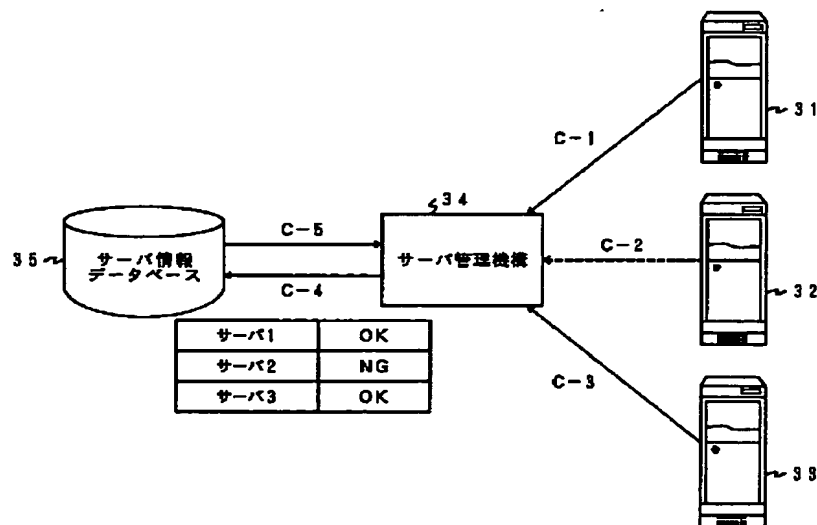 31
C-1
34
C-5
C-2
35
サーバ情報
データベース
サーバ管理機構
C-4
32
サーバ1 OK
サーバ2 NG
サーバ3 OK
C-3
33